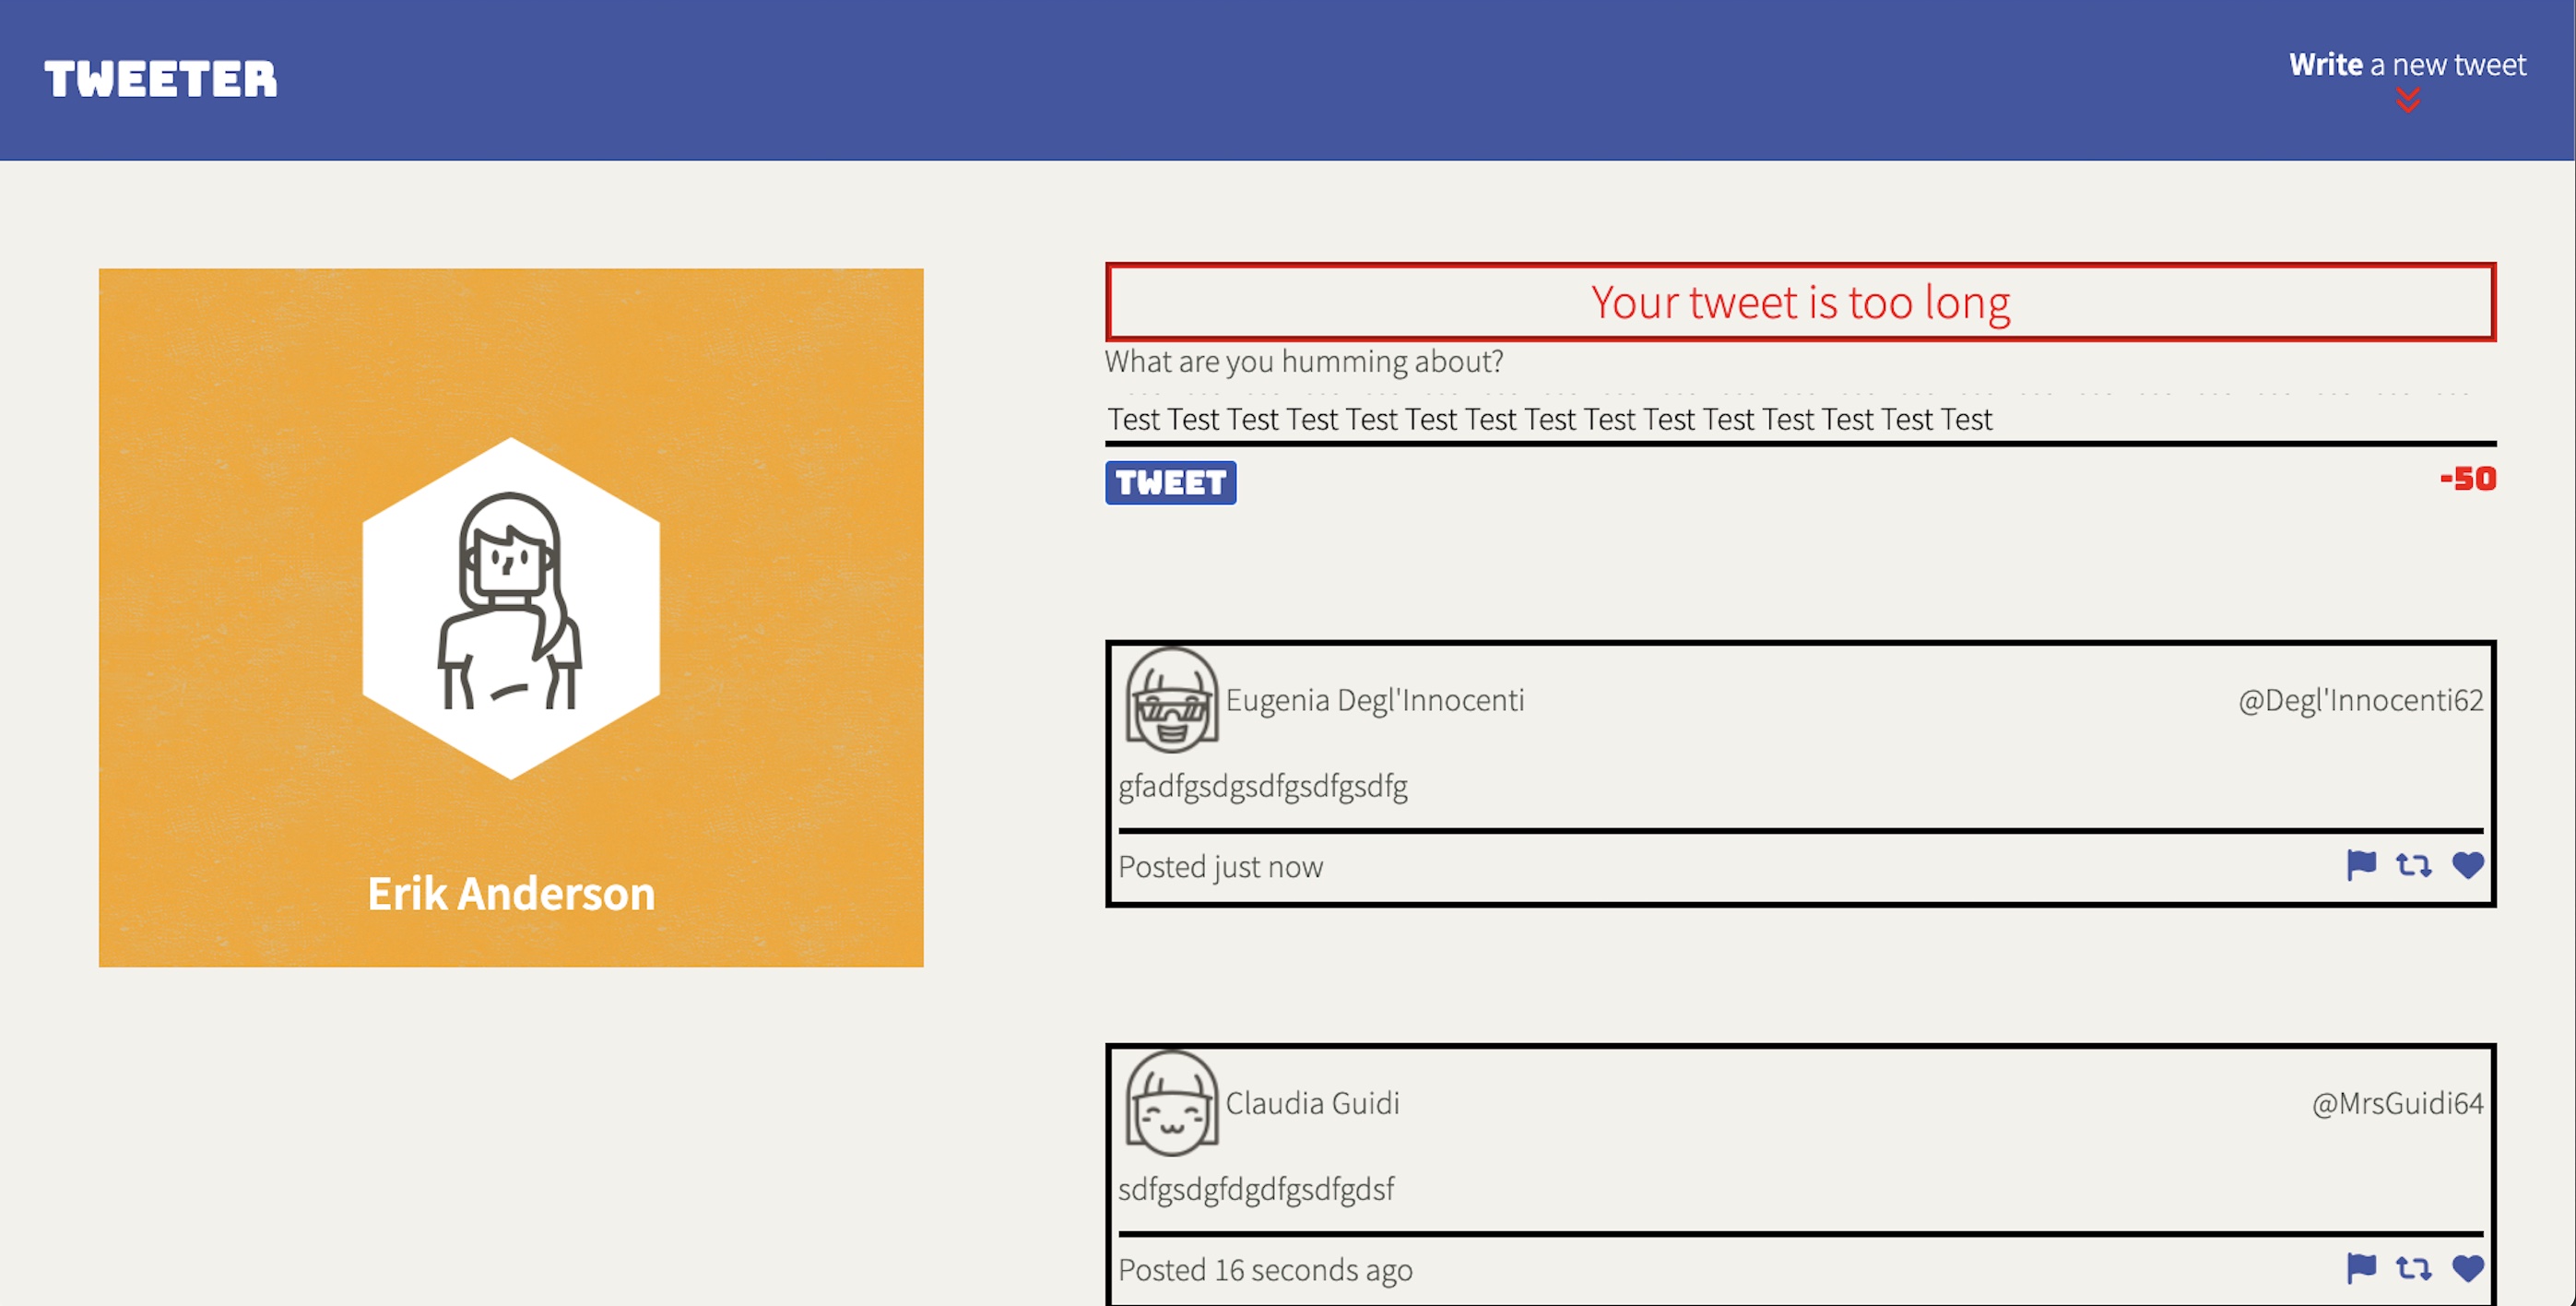 TWEETER
Write a new tweet
Erik Anderson
Your tweet is too long
What are you humming about?
Test Test Test Test Test Test Test Test Test Test Test Test Test Test Test
TWEET
-50
Eugenia Degl'Innocenti
@Degl'Innocenti62
gfadfgsdgsdfgsdfgsdfg
Posted just now
Claudia Guidi
@MrsGuidi64
sdfgsdgfdgdfgsdfgdsf
Posted 16 seconds ago